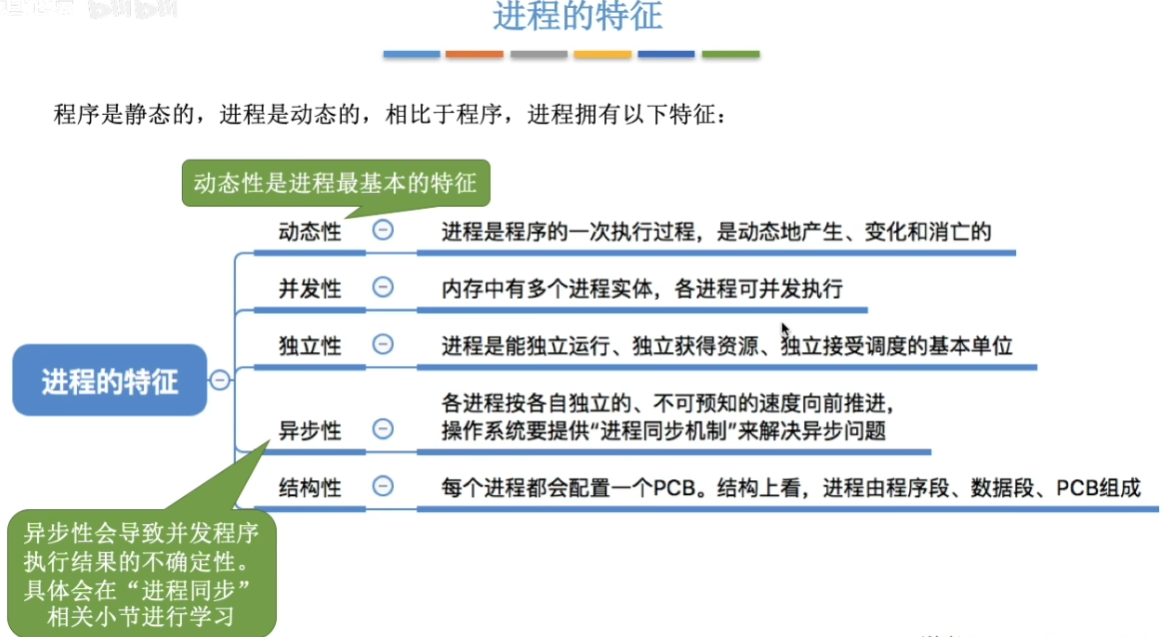 进程的特征
程序是静态的，进程是动态的，相比于程序，进程拥有以下特征：
动态性是进程最基本的特征
动态性
进程是程序的一次执行过程，是动态地产生、变化和消亡的
并发性
内存中有多个进程实体，各进程可并发执行
独立性
进程是能独立运行、独立获得资源、独立接受调度的基本单位
进程的特征
异步性
各进程按各自独立的、不可预知的速度向前推进，
操作系统要提供“进程同步机制”来解决异步问题
结构性
每个进程都会配置一个PCB。结构上看，进程由程序段、数据段、PCB组成
异步性会导致并发程序
执行结果的不确定性。
具体会在“进程同步”
相关小节进行学习